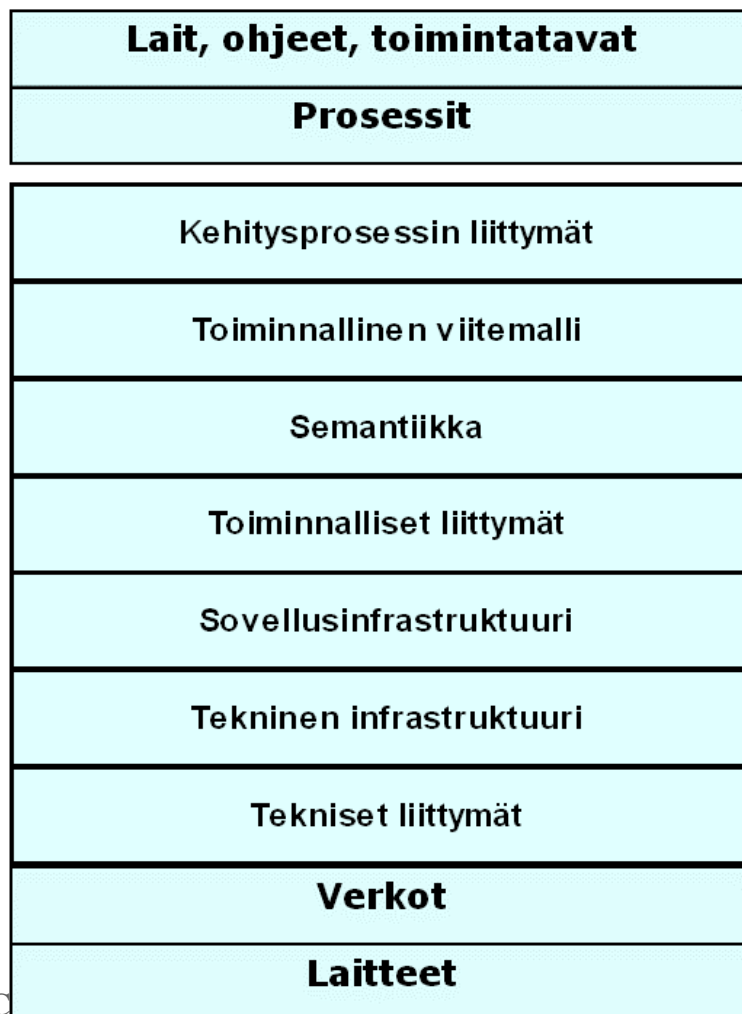 Lait, ohjeet, toimintatavat
Prosessit
Kehitysprosessin liittymät
Toiminnallinen viitemalli
Semantiikka
Toiminnalliset liittymät
Sovellusinfrastruktuuri
Tekninen infrastruktuuri
Tekniset liittymät
Verkot
Laitteet